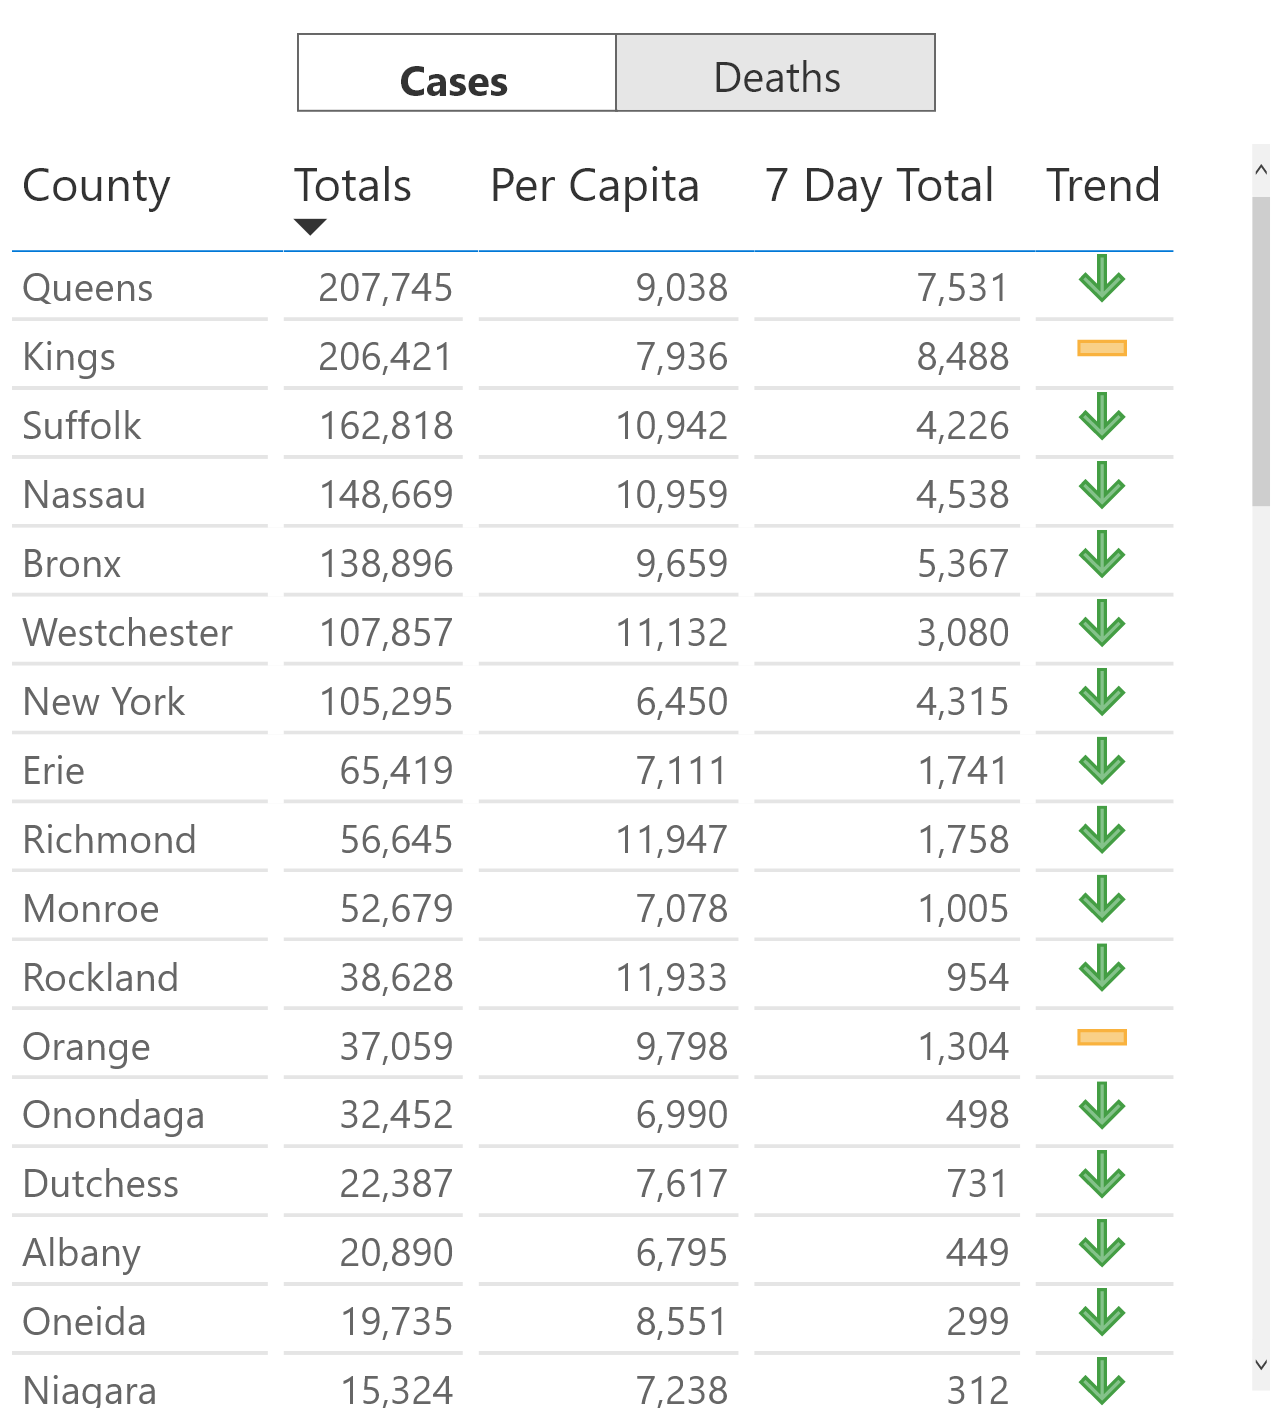 Cases Deaths
County Totals Per Capita 7 Day Total Trend
Queens 207,745 9,038 7,531
Kings 206,421 7,936 8,488
Suffolk 162,818 10,942 4,226
Nassau 148,669 10,959 4,538
Bronx 138,896 9,659 5,367
Westchester 107,857 11,132 3,080
New York 105,295 6,450 4,315
Erie 65,419 7,111 1,741
Richmond 56,645 11,947 1,758
Monroe 52,679 7,078 1,005
Rockland 38,628 11,933 954
Orange 37,059 9,798 1,304
Onondaga 32,452 6,990 498
Dutchess 22,387 7,617 731
Albany 20,890 6,795 449
Oneida 19,735 8,551 299
Niagara 15,324 7,238 312